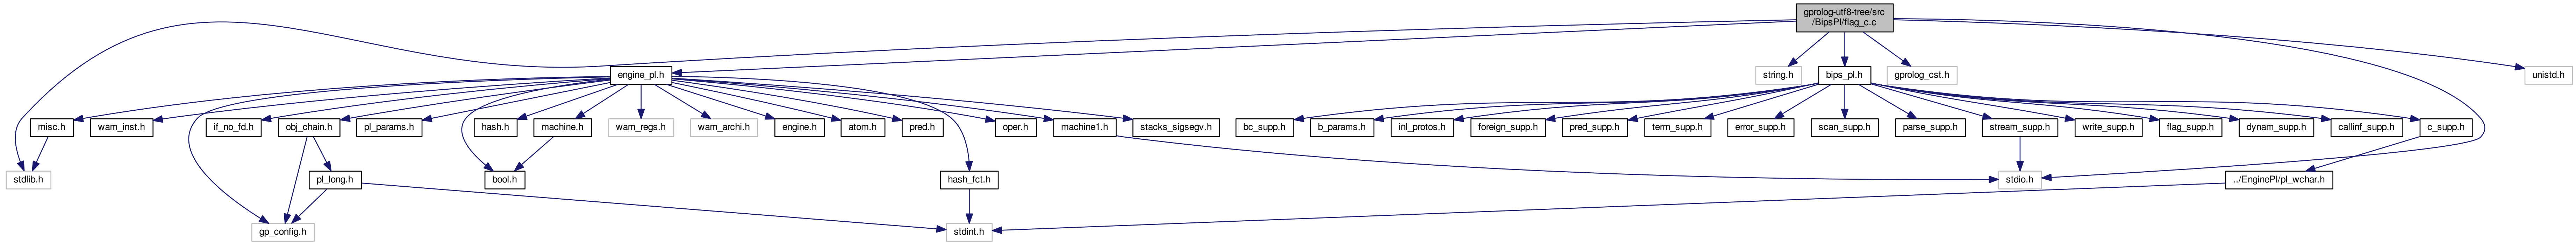 gprolog-utf8-tree/src
/BipsPl/flag_c.c
engine_pl.h
string.h
bips_pl.h
gprolog_cst.h
unistd.h
misc.h
wam_inst.h
if_no_fd.h
obj_chain.h
pl_params.h
hash.h
machine.h
wam_regs.h
wam_archi.h
engine.h
atom.h
pred.h
oper.h
machine1.h
stacks_sigsegv.h
bc_supp.h
b_params.h
inl_protos.h
foreign_supp.h
pred_supp.h
term_supp.h
error_supp.h
scan_supp.h
parse_supp.h
stream_supp.h
write_supp.h
flag_supp.h
dynam_supp.h
callinf_supp.h
c_supp.h
stdlib.h
pl_long.h
bool.h
hash_fct.h
stdio.h
../EnginePl/pl_wchar.h
gp_config.h
stdint.h